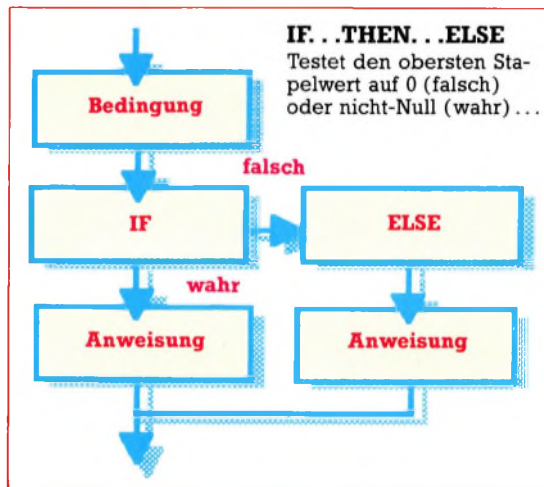 IF. . .THEN. . .ELSE
Testet den obersten Sta-
pelwert auf 0 (falsch)
oder nicht-Null (wahr) . . .
Bedingung
falsch
IF
ELSE
wahr
Anweisung
Anweisung